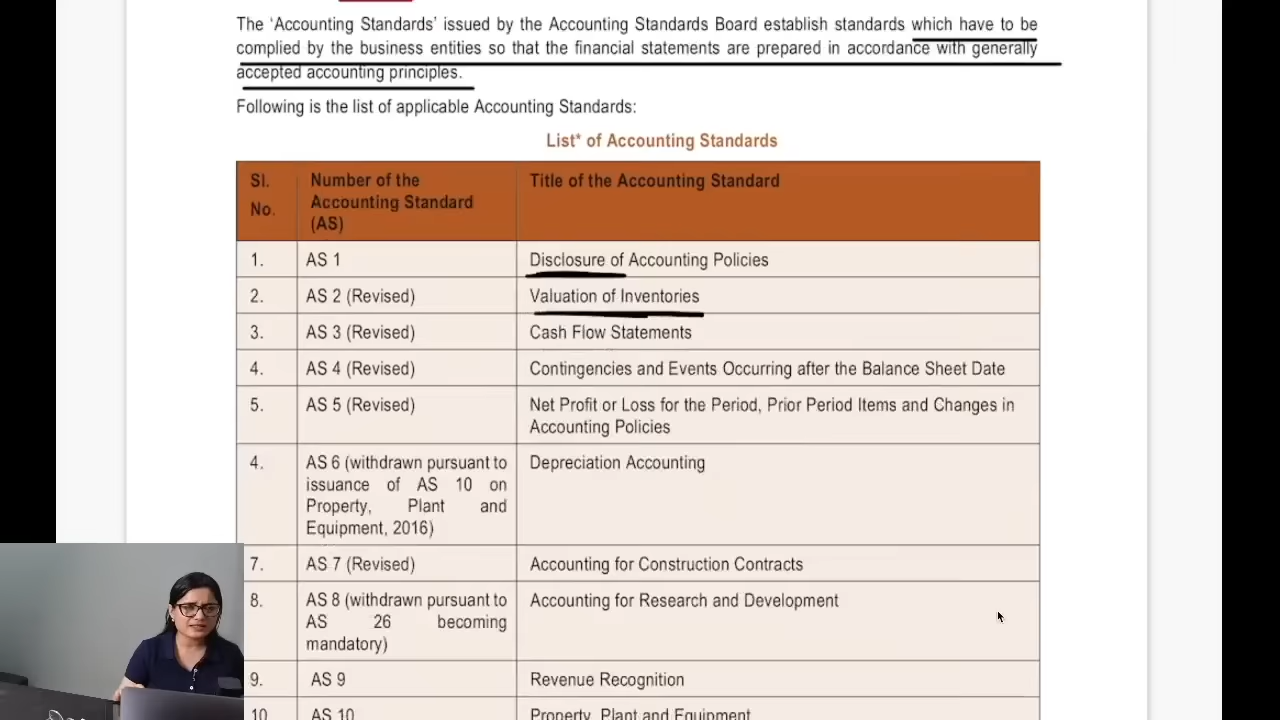 The ‘Accounting Standards’ issued by the Accounting Standards Board establish standards which have to be
complied by the business entities so that the financial statements are prepared in accordance with generally
accepted accounting principles.
Following is the list of applicable Accounting Standards:
List* of Accounting Standards
Sl. No. Number of the Accounting Standard (AS) Title of the Accounting Standard
1. AS 1 Disclosure of Accounting Policies
2. AS 2 (Revised) Valuation of Inventories
3. AS 3 (Revised) Cash Flow Statements
4. AS 4 (Revised) Contingencies and Events Occurring after the Balance Sheet Date
5. AS 5 (Revised) Net Profit or Loss for the Period, Prior Period Items and Changes in
Accounting Policies
4. AS 6 (withdrawn pursuant to Depreciation Accounting
issuance of AS 10 on
Property, Plant and
Equipment, 2016)
7. AS 7 (Revised) Accounting for Construction Contracts
8. AS 8 (withdrawn pursuant to Accounting for Research and Development
AS 26 becoming
mandatory)
9. AS 9 Revenue Recognition
10 AS 10 Property, Plant and Equipment